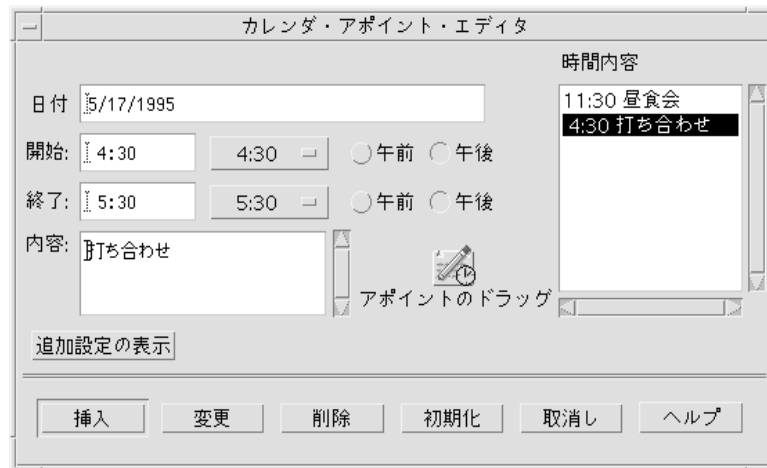 カレンダ・アポイント・エディタ
時間内容
日付 5/17/1995
11:30 昼食会
4:30 打ち合わせ
開始: 4:30 4:30 午前 午後
終了: 5:30 5:30 午前 午後
内容: 打ち合わせ
アポイントのドラッグ
追加設定の表示
挿入 変更 削除 初期化 取消し ヘルプ